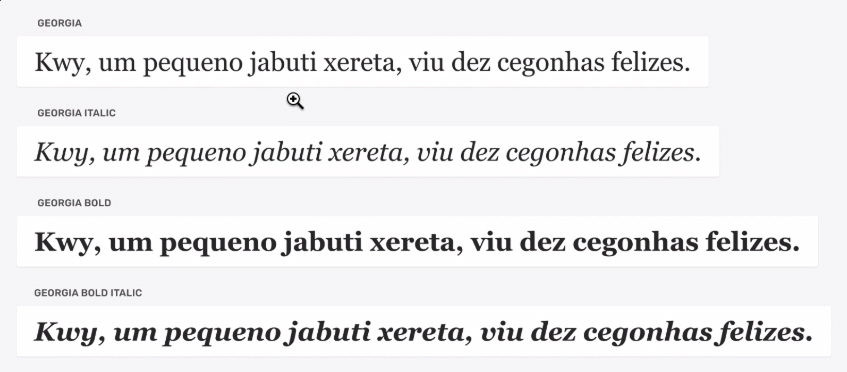 GEORGIA
Kwy, um pequeno jabuti xereta, viu dez cegonhas felizes.
GEORGIA ITALIC
Kwy, um pequeno jabuti xereta, viu dez cegonhas felizes.
GEORGIA BOLD
Kwy, um pequeno jabuti xereta, viu dez cegonhas felizes.
GEORGIA BOLD ITALIC
Kwy, um pequeno jabuti xereta, viu dez cegonhas felizes.